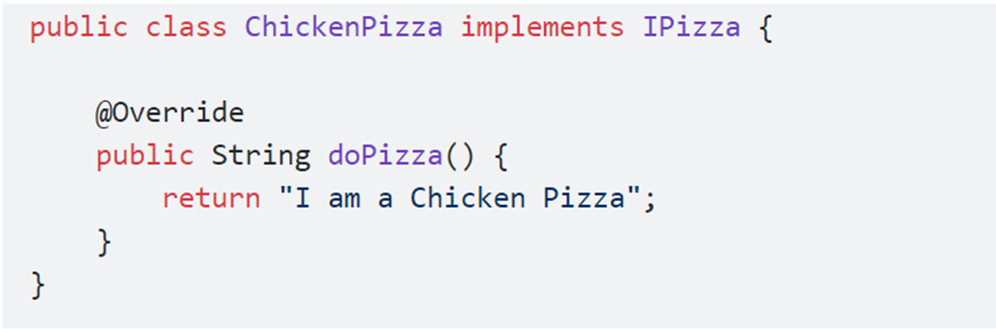 public class ChickenPizza implements IPizza {
@Override
public String doPizza() {
return "I am a Chicken Pizza";
}
}